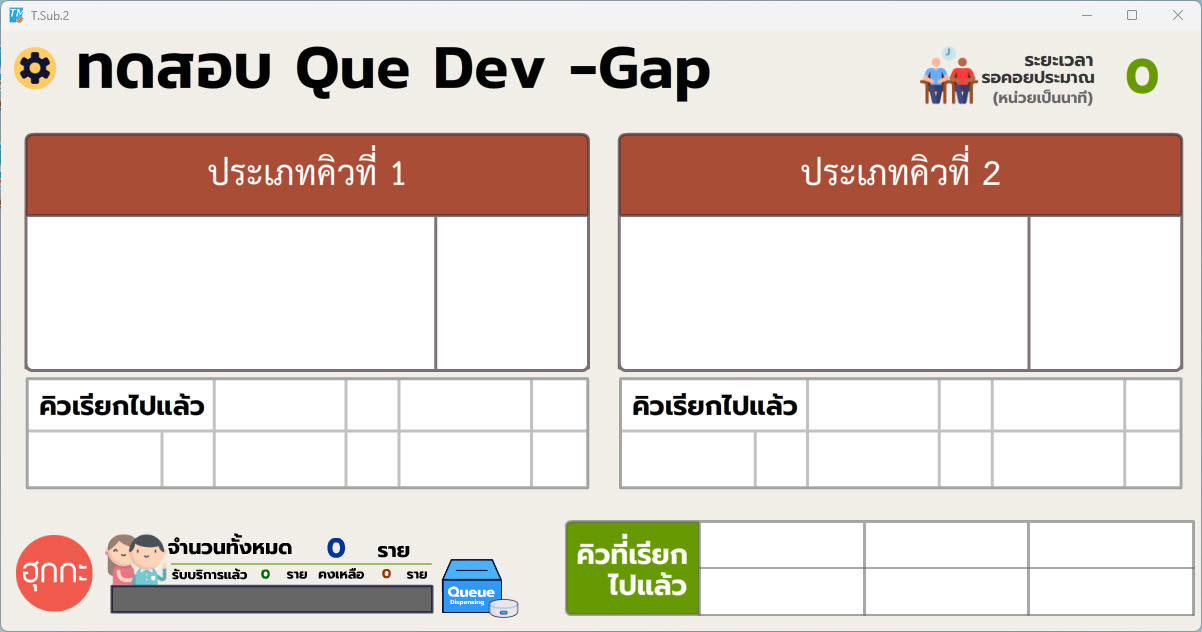 T.Sub.2
ทดสอบ Que Dev -Gap
ระยะเวลา
รอคอยประมาณ
(หน่วยเป็นนาที)
0
ประเภทคิวที่ 1
ประเภทคิวที่ 2
คิวเรียกไปแล้ว
คิวเรียกไปแล้ว
ฮุกกะ
จำนวนทั้งหมด 0 ราย
รับบริการแล้ว 0 ราย คงเหลือ 0 ราย
Queue
Dispensing
คิวที่เรียก
ไปแล้ว